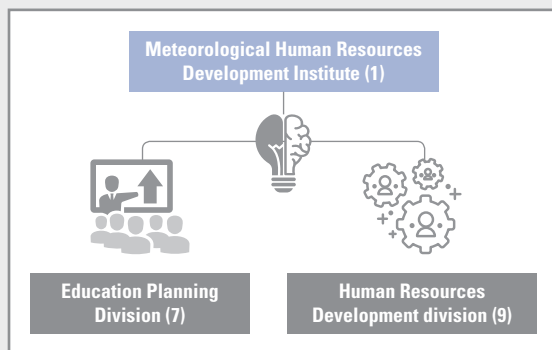 Meteorological Human Resources
Development Institute (1)
Education Planning
Division (7)
Human Resources
Development division (9)